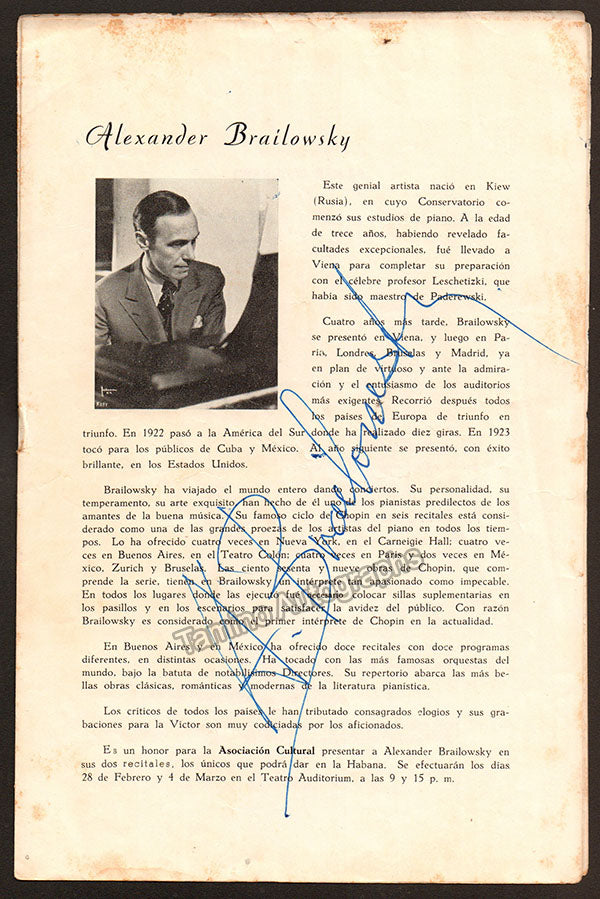 Alexander Brailowsky
Este genial artista nació en Kiew
(Rusia), en cuyo Conservatorio co-
menzó sus estudios de piano. A la edad
de trece años, habiendo revelado fa-
cultades excepcionales, fué llevado a
Viena para completar su preparación
con el célebre profesor Leschetizki, que
había sido maestro de Paderewski.
Cuatro años más tarde, Brailowsky
se presentó en Viena, y luego en Pa-
rís, Londres, Bruselas y Madrid, ya
en plan de virtuoso y ante la admira-
ción y el entusiasmo de los auditorios
más exigentes. Recorrió después todos
los países de Europa de triunfo en
triunfo. En 1922 pasó a la América del Sur donde ha realizado diez giras. En 1923
tocó para los públicos de Cuba y México. Al año siguiente se presentó, con éxito
brillante, en los Estados Unidos.
Brailowsky ha viajado el mundo entero dando conciertos. Su personalidad, su
temperamento, su arte exquisito, han hecho de él uno de los pianistas predilectos de los
amantes de la buena música. Su famoso ciclo de Chopin en seis recitales está consi-
derado como una de las grandes proezas de los artistas del piano en todos los tiem-
pos. Lo ha ofrecido cuatro veces en Nueva York, en el Carneigie Hall; cuatro ve-
ces en Buenos Aires, en el Teatro Colón; cuatro veces en París y dos veces en Mé-
xico, Zurich y Bruselas. Las ciento sesenta y nueve obras de Chopin, que com-
prende la serie, tienen en Brailowsky un intérprete tan apasionado como impecable.
En todos los lugares donde las ejecutó fué necesario colocar sillas suplementarias en
los pasillos y en los escenarios para satisfacer la avidez del público. Con razón
Brailowsky es considerado como el primer intérprete de Chopin en la actualidad.
En Buenos Aires y en México ha ofrecido doce recitales con doce programas
diferentes, en distintas ocasiones. Ha tocado con las más famosas orquestas del
mundo, bajo la batuta de notabilísimos Directores. Su repertorio abarca las más be-
llas obras clásicas, románticas y modernas de la literatura pianística.
Los críticos de todos los países le han tributado consagrados elogios y sus gra-
baciones para la Victor son muy codiciadas por los aficionados.
Es un honor para la Asociación Cultural presentar a Alexander Brailowsky en
sus dos recitales, los únicos que podrá dar en la Habana. Se efectuarán los días
28 de Febrero y 4 de Marzo en el Teatro Auditorium, a las 9 y 15 p. m.
Brailowsky
Tamino Autographs